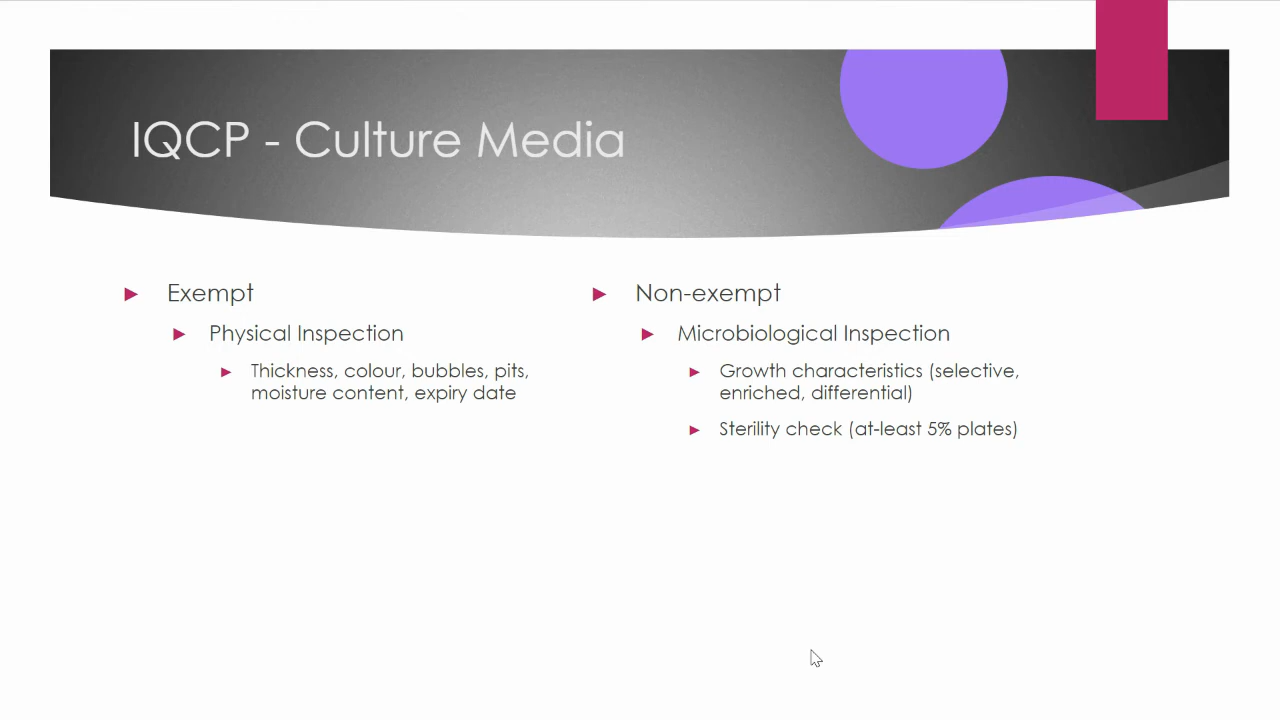 IQCP - Culture Media
Exempt
Physical Inspection
Thickness, colour, bubbles, pits,
moisture content, expiry date
Non-exempt
Microbiological Inspection
Growth characteristics (selective,
enriched, differential)
Sterility check (at-least 5% plates)